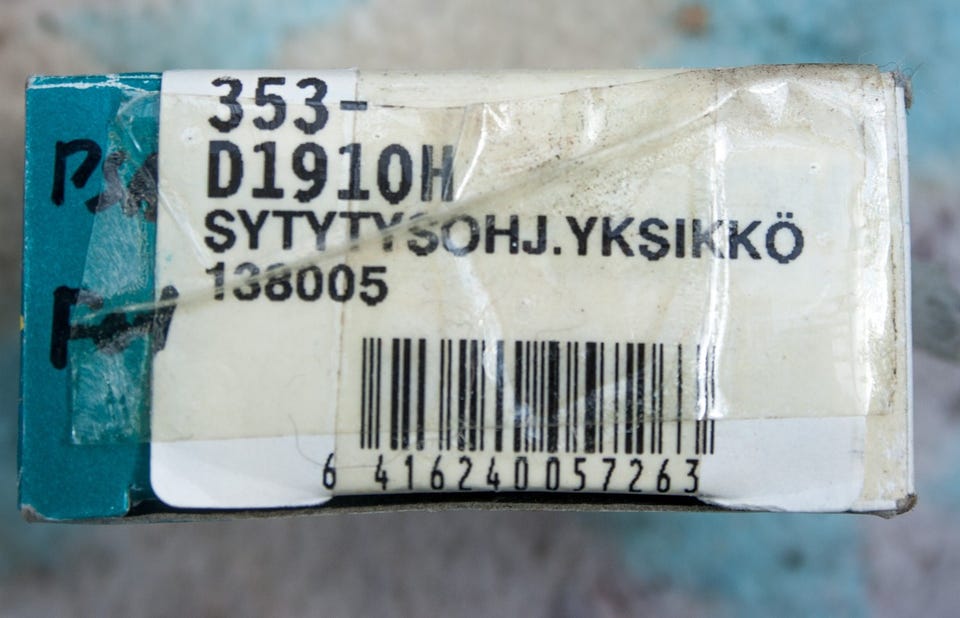 353-
D1910H
SYTYTYSOHJ.YKSIKKÖ
138005
6 416240 057263